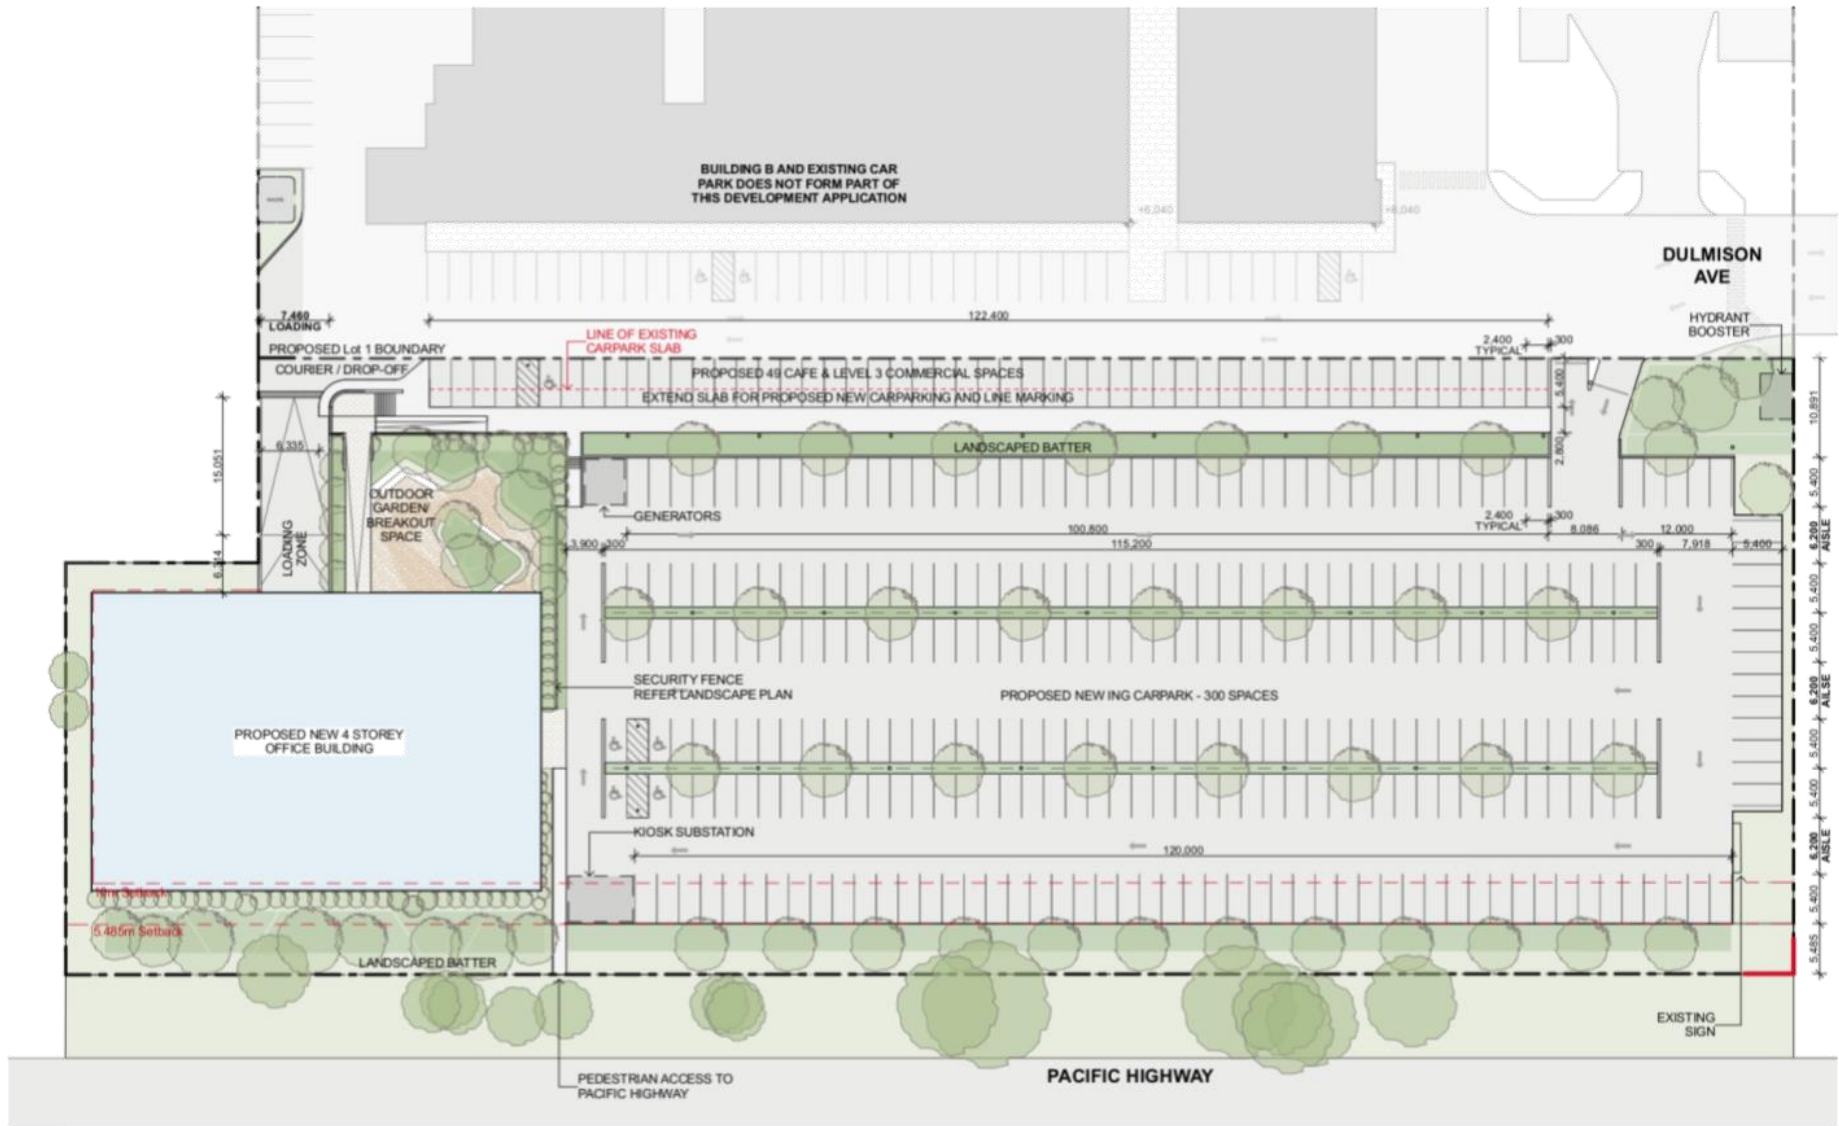 BUILDING B AND EXISTING CAR
PARK DOES NOT FORM PART OF
THIS DEVELOPMENT APPLICATION
+6,040
+6,040
DULMISON
AVE
HYDRANT
BOOSTER
7,460
LOADING
122,400
LINE OF EXISTING
CARPARK SLAB
2,400
TYPICAL
300
PROPOSED Lot 1 BOUNDARY
COURIER / DROP-OFF
PROPOSED 49 CAFE & LEVEL 3 COMMERCIAL SPACES
EXTEND SLAB FOR PROPOSED NEW CARPARKING AND LINE MARKING
5,400
10,891
6,335
15,051
LANDSCAPED BATTER
2,800
OUTDOOR
GARDEN/
BREAKOUT
SPACE
GENERATORS
5,400
2,400
TYPICAL
300
100,800
8,086
12,000
LOADING
ZONE
3,900
300
115,200
300
7,918
5,400
6,200
AISLE
5,400
5,400
SECURITY FENCE
REFER LANDSCAPE PLAN
PROPOSED NEW ING CARPARK - 300 SPACES
6,200
AILSE
PROPOSED NEW 4 STOREY
OFFICE BUILDING
5,400
5,400
KIOSK SUBSTATION
120,000
6,200
AISLE
10m Setback
5,400
5.485m Setback
5,485
LANDSCAPED BATTER
EXISTING
SIGN
PEDESTRIAN ACCESS TO
PACIFIC HIGHWAY
PACIFIC HIGHWAY